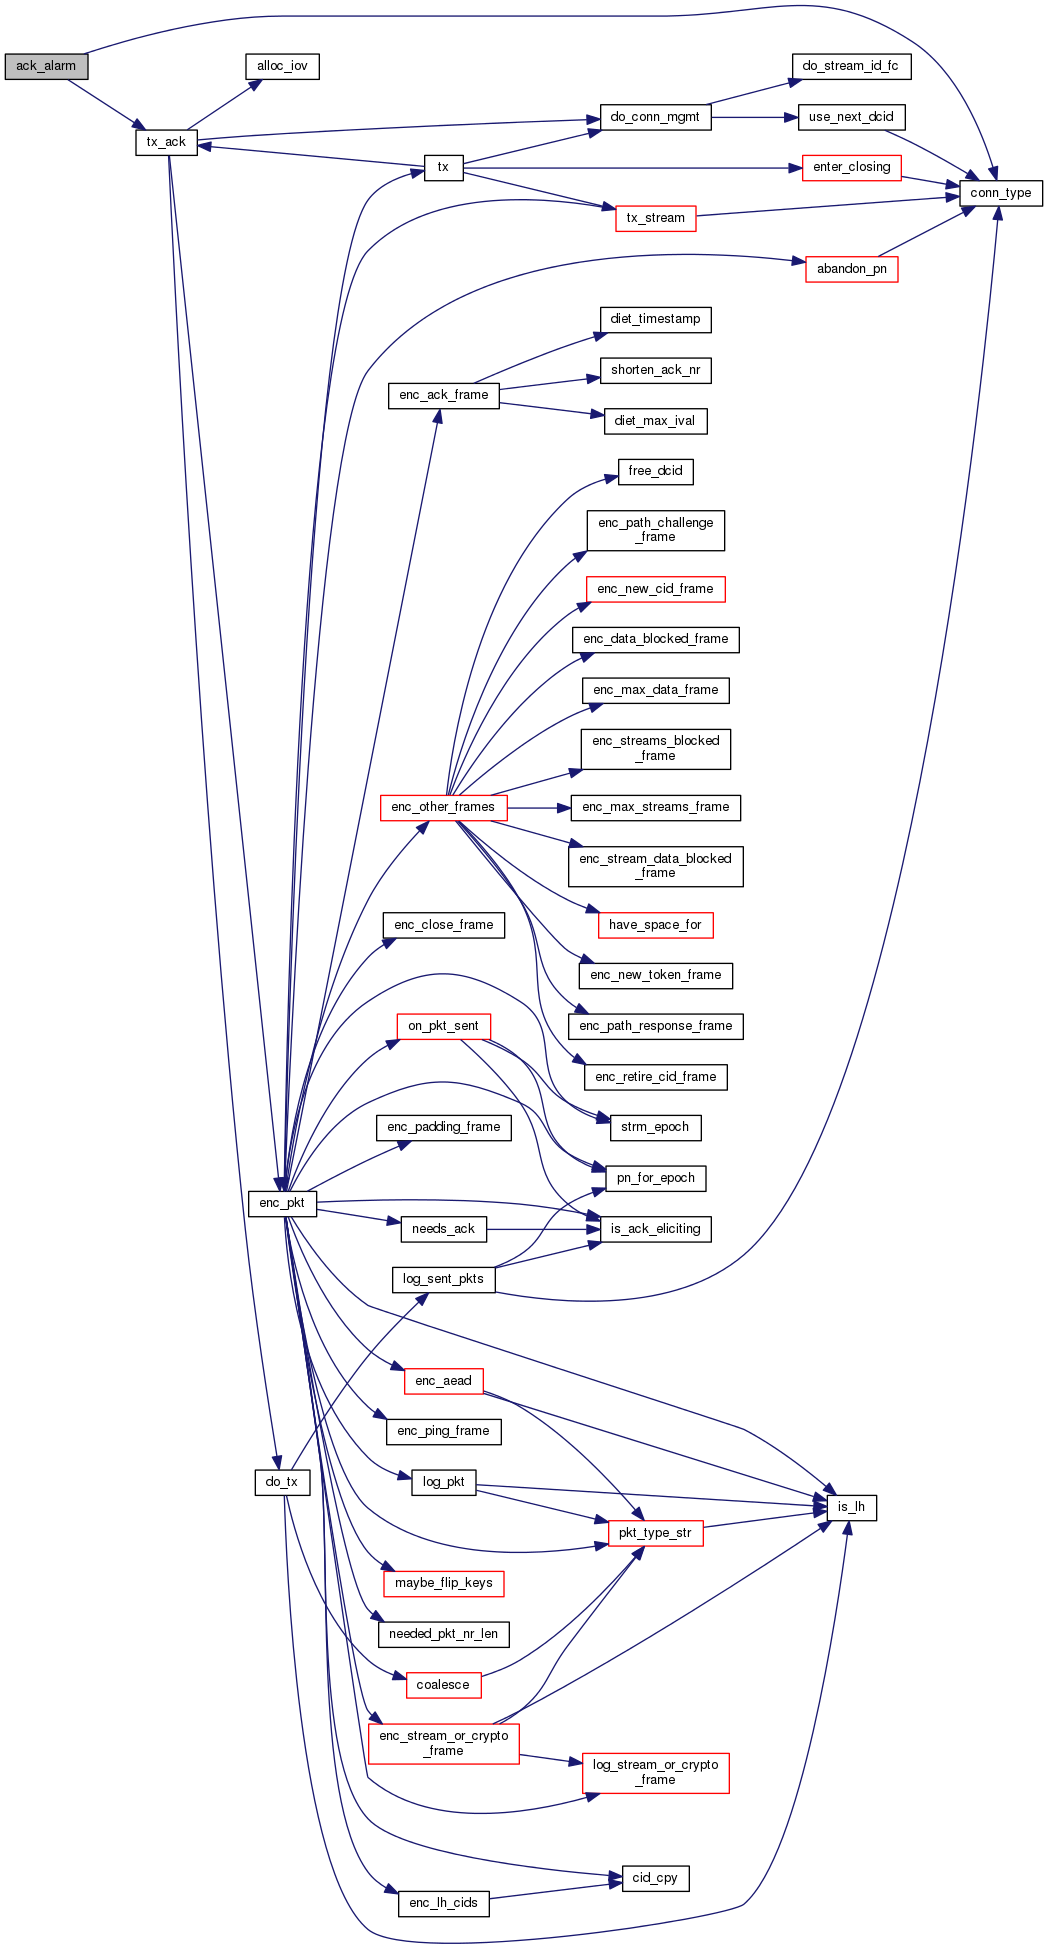 ack_alarm
alloc_iov
do_stream_id_fc
tx_ack
do_conn_mgmt
use_next_dcid
tx
enter_closing
conn_type
tx_stream
abandon_pn
diet_timestamp
shorten_ack_nr
enc_ack_frame
diet_max_ival
free_dcid
enc_path_challenge
_frame
enc_new_cid_frame
enc_data_blocked_frame
enc_max_data_frame
enc_streams_blocked
_frame
enc_other_frames
enc_max_streams_frame
enc_stream_data_blocked
_frame
enc_close_frame
have_space_for
enc_new_token_frame
on_pkt_sent
enc_path_response_frame
enc_retire_cid_frame
enc_padding_frame
strm_epoch
pn_for_epoch
enc_pkt
needs_ack
is_ack_eliciting
log_sent_pkts
enc_aead
enc_ping_frame
do_tx
log_pkt
is_lh
pkt_type_str
maybe_flip_keys
needed_pkt_nr_len
coalesce
enc_stream_or_crypto
_frame
log_stream_or_crypto
_frame
cid_cpy
enc_lh_cids